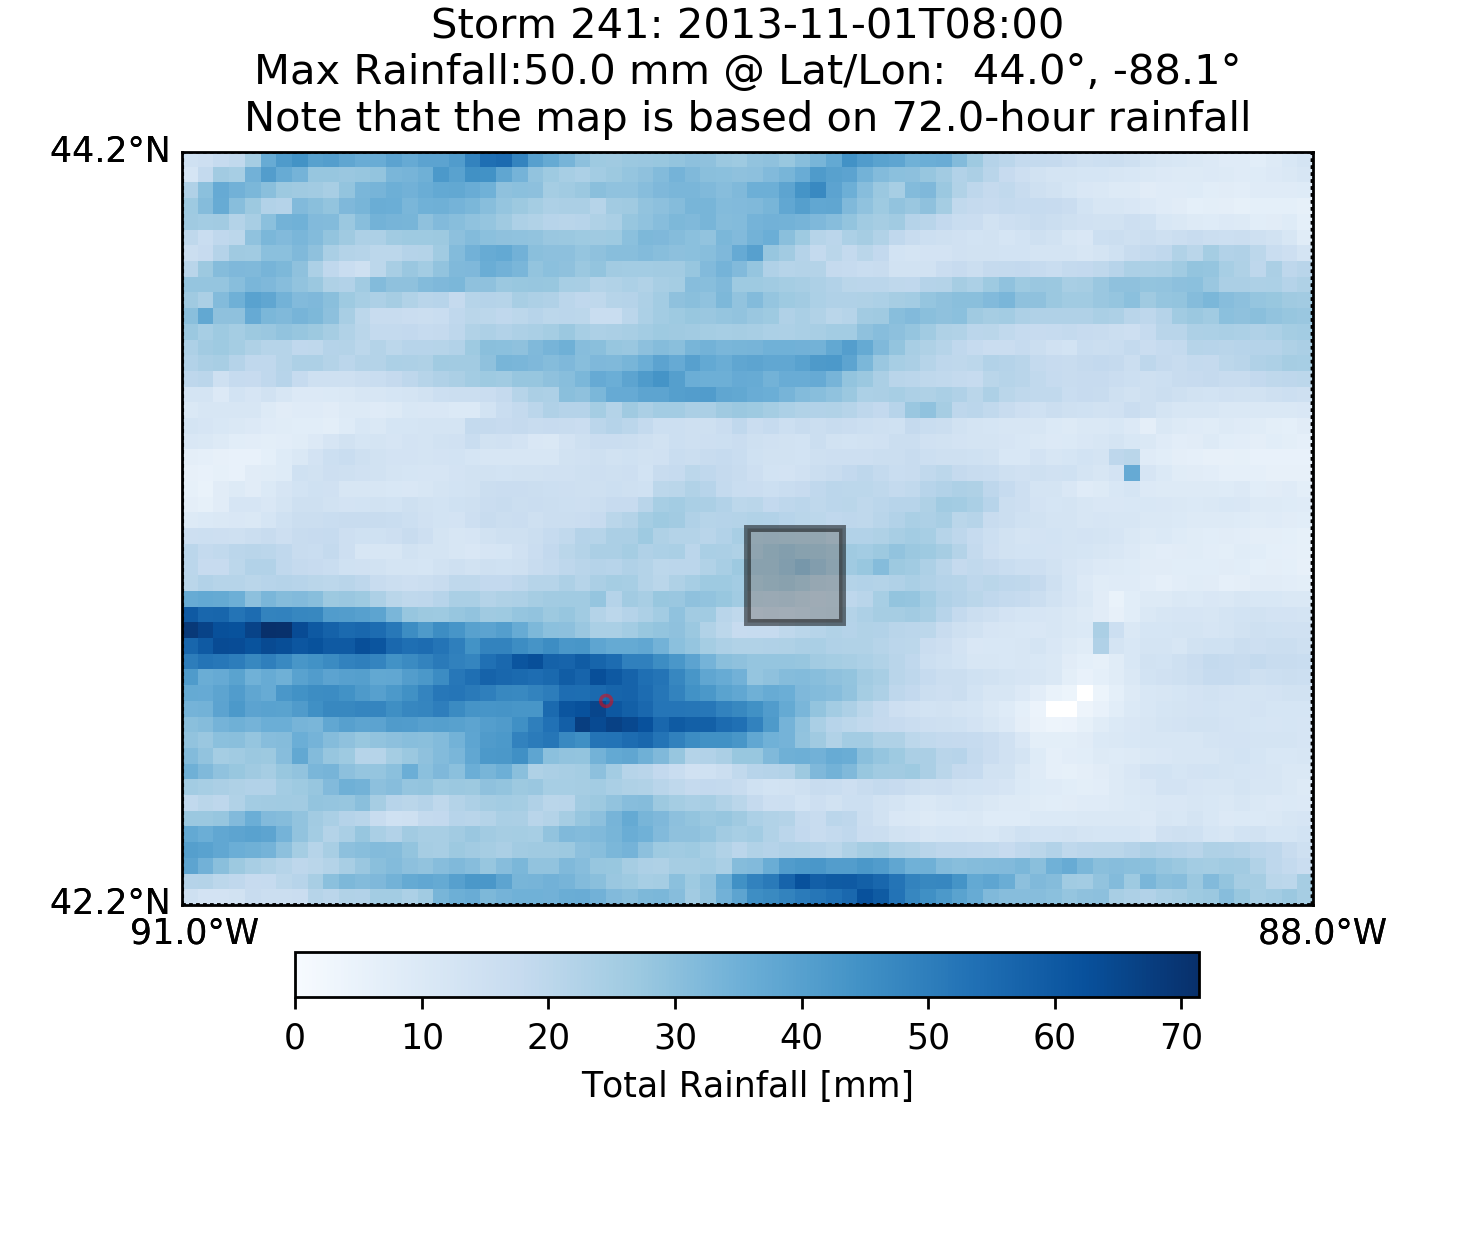 Storm 241: 2013-11-01T08:00
Max Rainfall:50.0 mm @ Lat/Lon:  44.0°, -88.1°
Note that the map is based on 72.0-hour rainfall
44.2°N
42.2°N
91.0°W 88.0°W
0 10 20 30 40 50 60 70
Total Rainfall [mm]